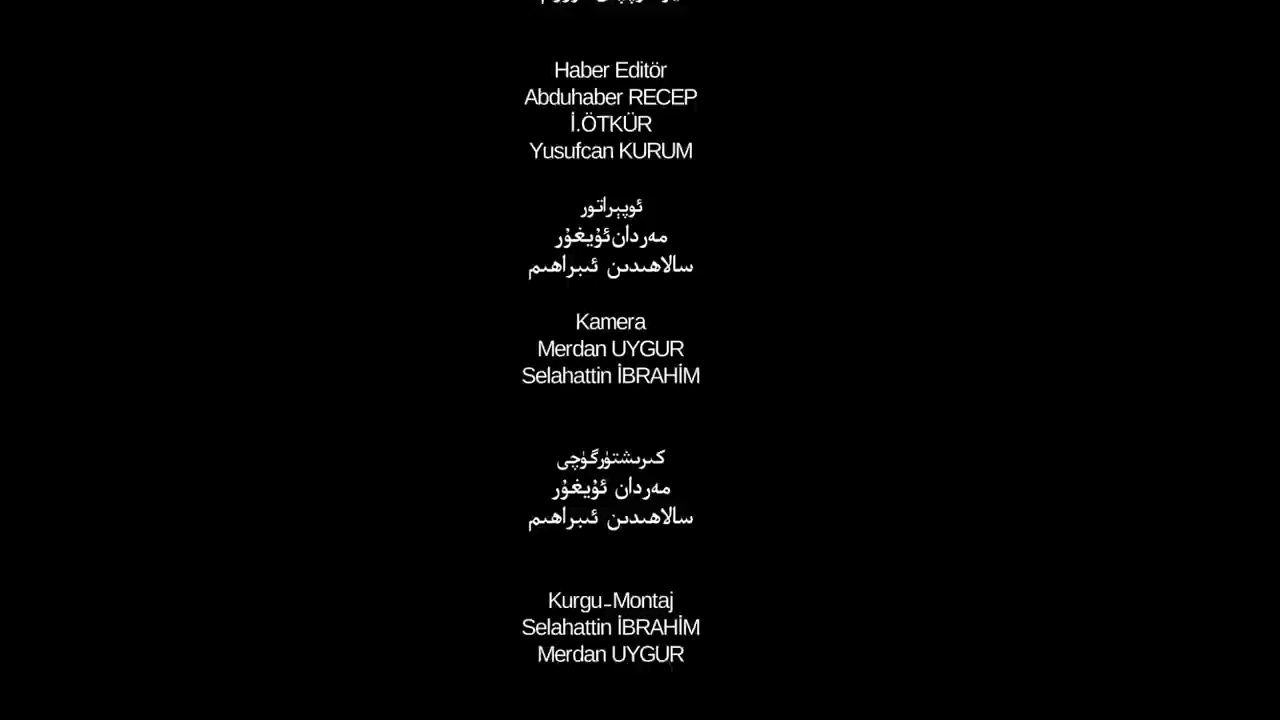 Haber Editör
Abduhaber RECEP
İ.ÖTKÜR
Yusufcan KURUM
ئوپېراتور
مەردان ئۇيغۇر
سالاھىدىن ئىبراھىم
Kamera
Merdan UYGUR
Selahattin İBRAHİM
كىرىشتۈرگۈچى
مەردان ئۇيغۇر
سالاھىدىن ئىبراھىم
Kurgu-Montaj
Selahattin İBRAHİM
Merdan UYGUR